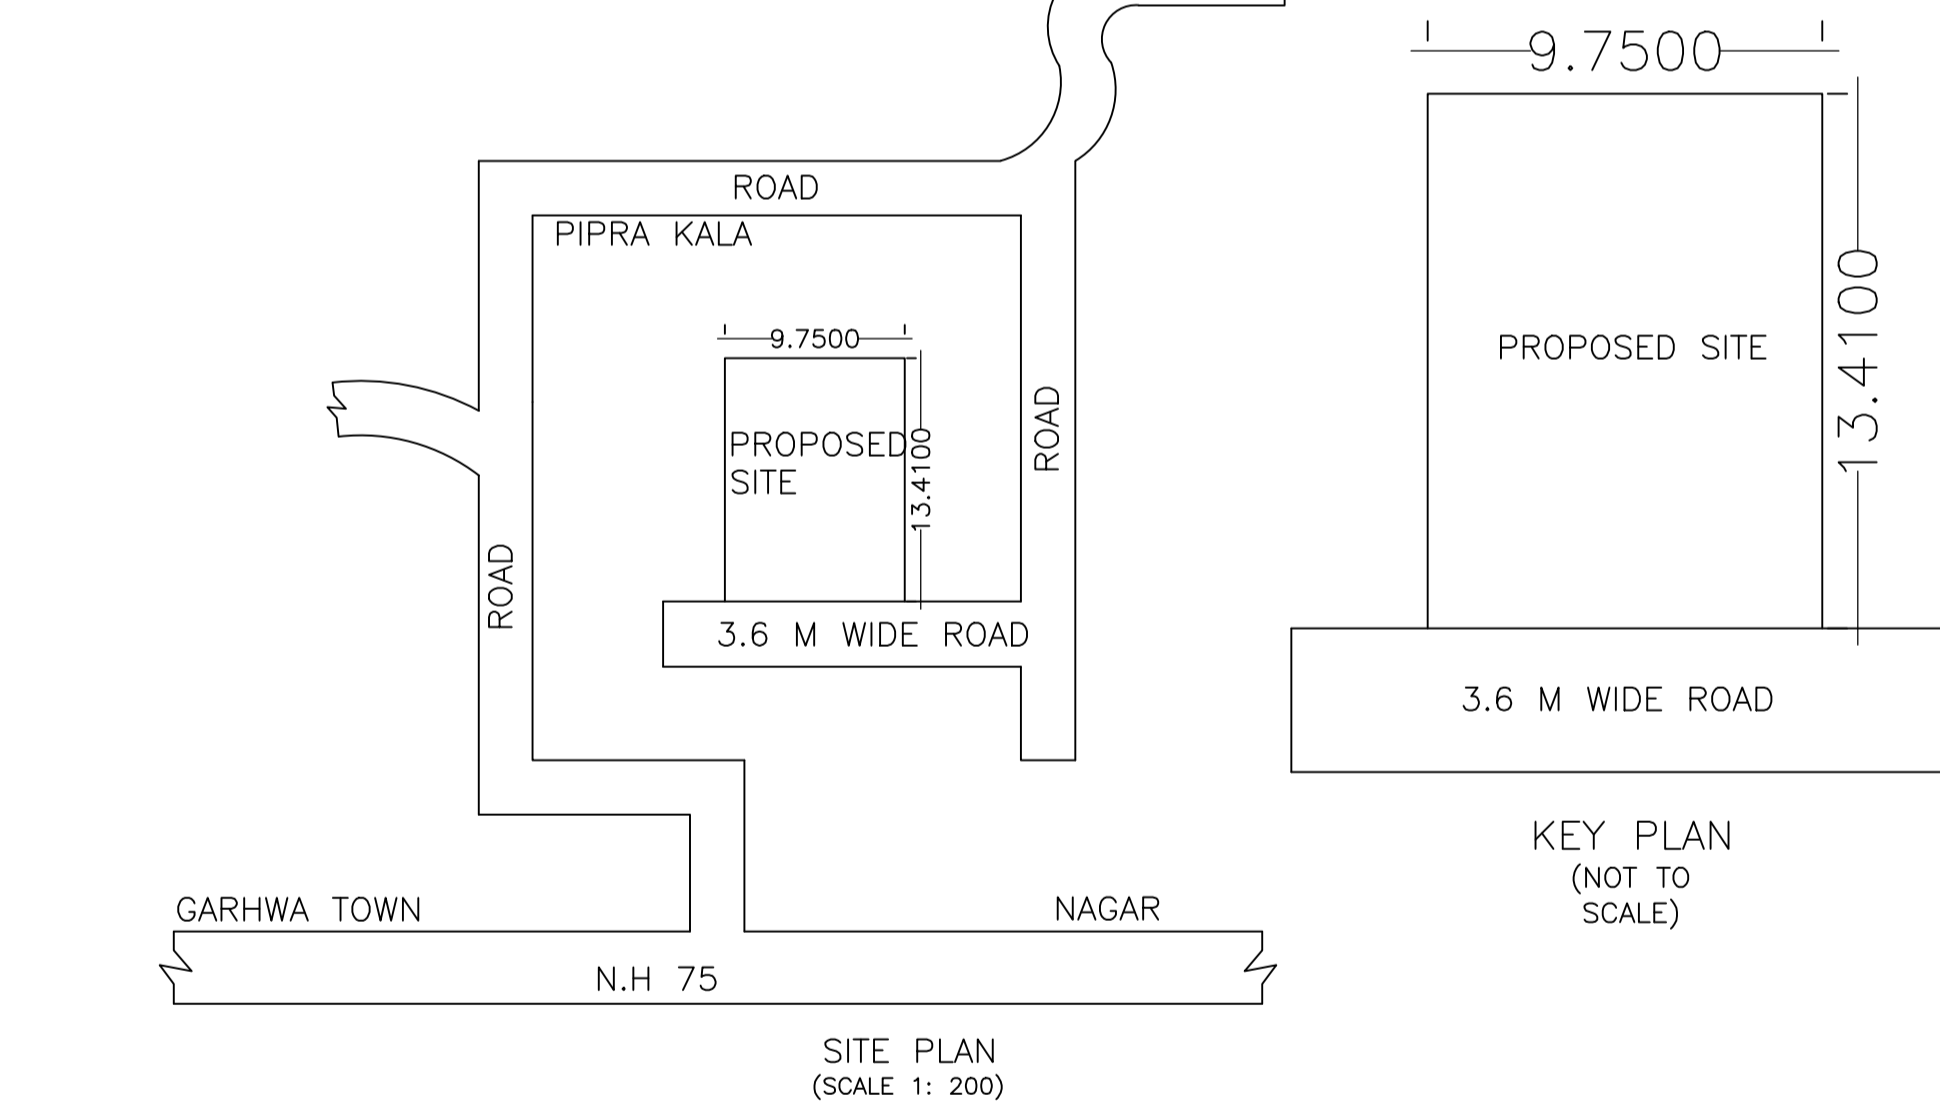 ROAD
PIPRA KALA
9.7500
PROPOSED
SITE
13.4100
ROAD
ROAD
3.6 M WIDE ROAD
GARHWA TOWN
NAGAR
N.H 75
SITE PLAN
(SCALE 1: 200)
9.7500
PROPOSED SITE
13.4100
3.6 M WIDE ROAD
KEY PLAN
(NOT TO
SCALE)